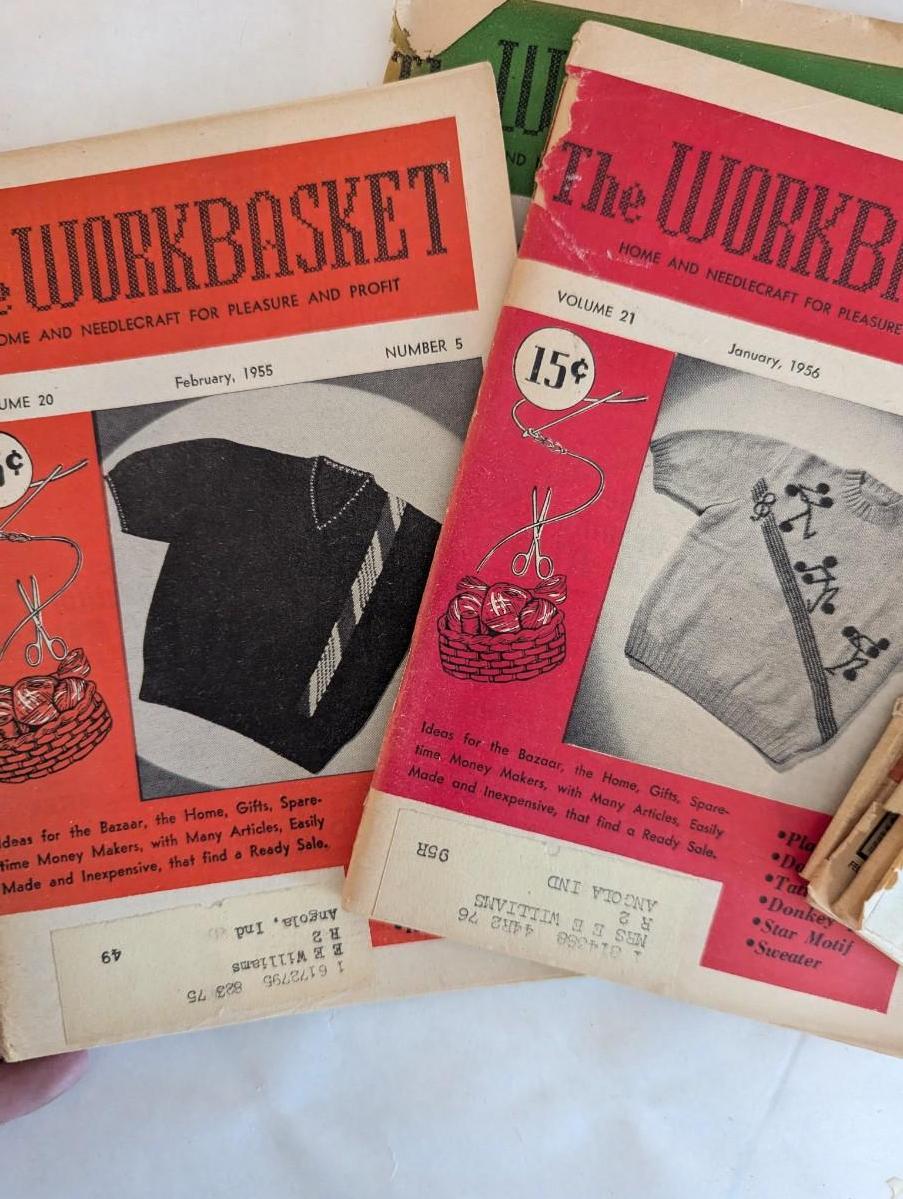 WORKBASKET
HOME AND NEEDLECRAFT FOR PLEASURE AND PROFIT
VOLUME 20
February, 1955
NUMBER 5
Ideas for the Bazaar, the Home, Gifts, Spare-
time Money Makers, with Many Articles, Easily
Made and Inexpensive, that find a Ready Sale.
1 6172795 823 75
E E Williams
R 2
Angola, Ind
49
The WORKB
HOME AND NEEDLECRAFT FOR PLEASURE
VOLUME 21
January, 1956
15¢
Ideas for the Bazaar, the Home, Gifts, Spare-
time Money Makers, with Many Articles, Easily
Made and Inexpensive, that find a Ready Sale.
•Donkey
•Star Motif
•Sweater
MRS E E WILLIAMS
R 2
ANGOLA IND
95R